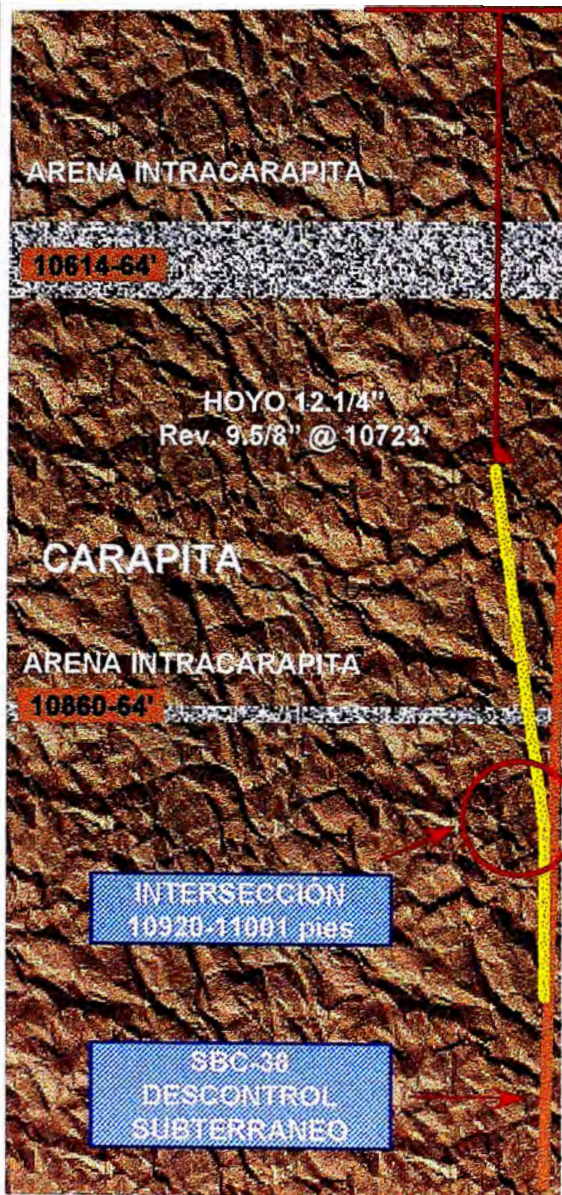 ARENA INTRACARAPITA
10614-64'
HOYO 12.1/4"
Rev. 9.5/8" @ 10723'
CARAPITA
ARENA INTRACARAPITA
10860-64'
INTERSECCION
10920-11001 pies
SBC-38
DESCONTROL
SUBTERRANEO